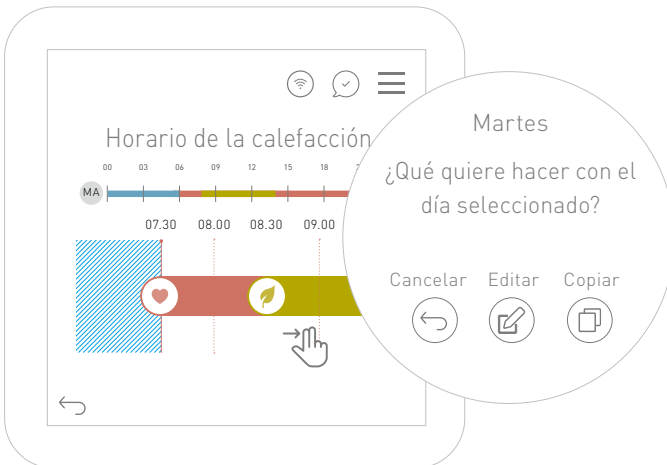 Horario de la calefacción
00 03 06 09 12 15 18
MA
07.30 08.00 08.30 09.00
Martes
¿Qué quiere hacer con el
día seleccionado?
Cancelar Editar Copiar